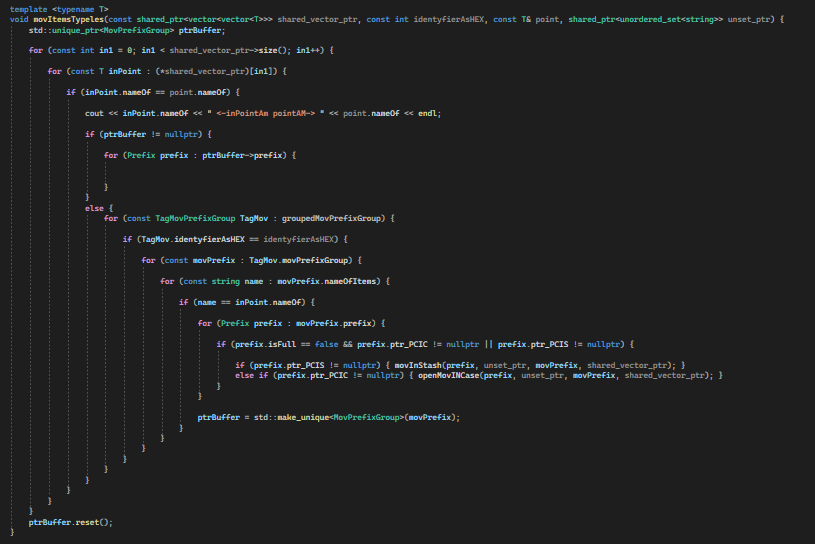 template <typename T>
void movItemsTypeles(const shared_ptr<vector<vector<T>>> shared_vector_ptr, const int identyfierAsHEX, const T& point, shared_ptr<unordered_set<string>> unset_ptr) {
std::unique_ptr<MovPrefixGroup> ptrBuffer;
for (const int in1 = 0; in1 < shared_vector_ptr->size(); in1++) {
for (const T inPoint : (*shared_vector_ptr)[in1]) {
if (inPoint.nameOf == point.nameOf) {
cout << inPoint.nameOf << " <-inPointAm pointAM-> " << point.nameOf << endl;
if (ptrBuffer != nullptr) {
for (Prefix prefix : ptrBuffer->prefix) {
}
}
else {
for (const TagMovPrefixGroup TagMov : groupedMovPrefixGroup) {
if (TagMov.identyfierAsHEX == identyfierAsHEX) {
for (const movPrefix : TagMov.movPrefixGroup) {
for (const string name : movPrefix.nameOfItems) {
if (name == inPoint.nameOf) {
for (Prefix prefix : movPrefix.prefix) {
if (prefix.isFull == false && prefix.ptr_PCIC != nullptr || prefix.ptr_PCIS != nullptr) {
if (prefix.ptr_PCIS != nullptr) { movInStash(prefix, unset_ptr, movPrefix, shared_vector_ptr); }
else if (prefix.ptr_PCIC != nullptr) { openMovINCase(prefix, unset_ptr, movPrefix, shared_vector_ptr); }
}
}
ptrBuffer = std::make_unique<MovPrefixGroup>(movPrefix);
}
}
}
}
}
}
}
}
}
ptrBuffer.reset();
}